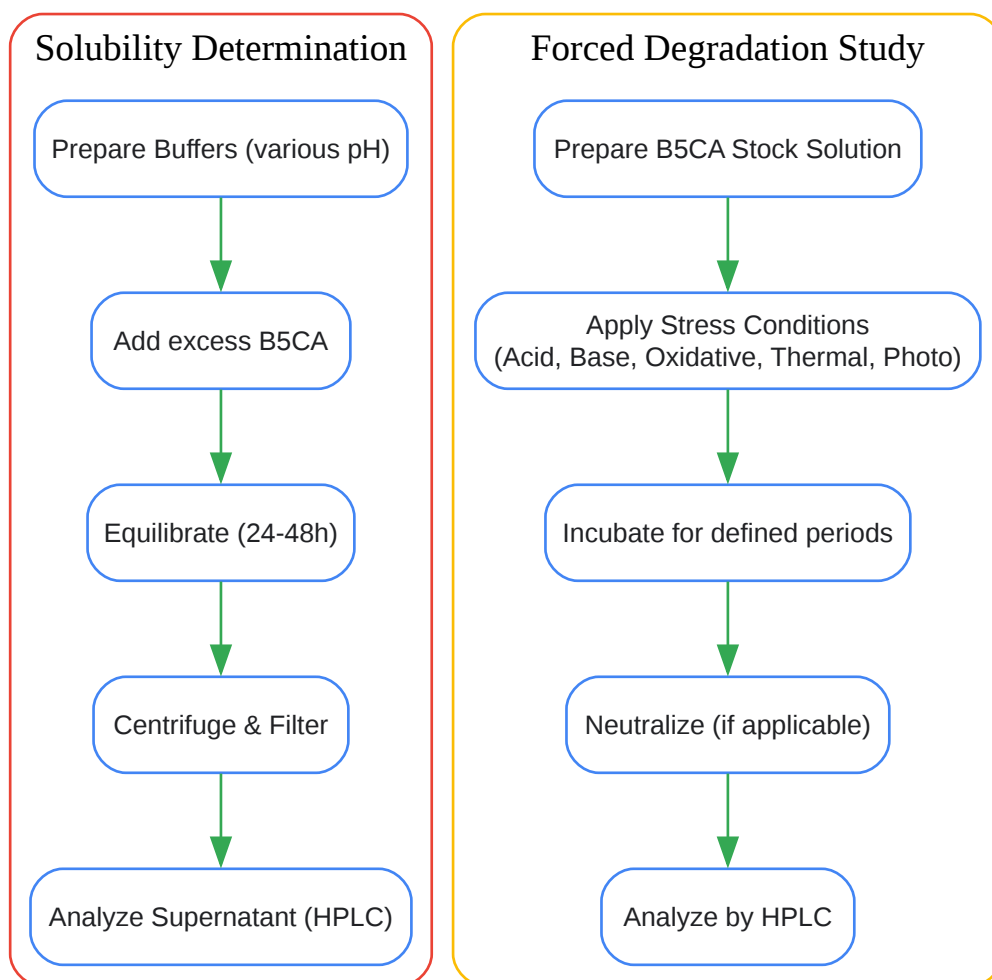 Solubility Determination
Prepare Buffers (various pH)
Add excess B5CA
Equilibrate (24-48h)
Centrifuge & Filter
Analyze Supernatant (HPLC)
Forced Degradation Study
Prepare B5CA Stock Solution
Apply Stress Conditions
(Acid, Base, Oxidative, Thermal, Photo)
Incubate for defined periods
Neutralize (if applicable)
Analyze by HPLC